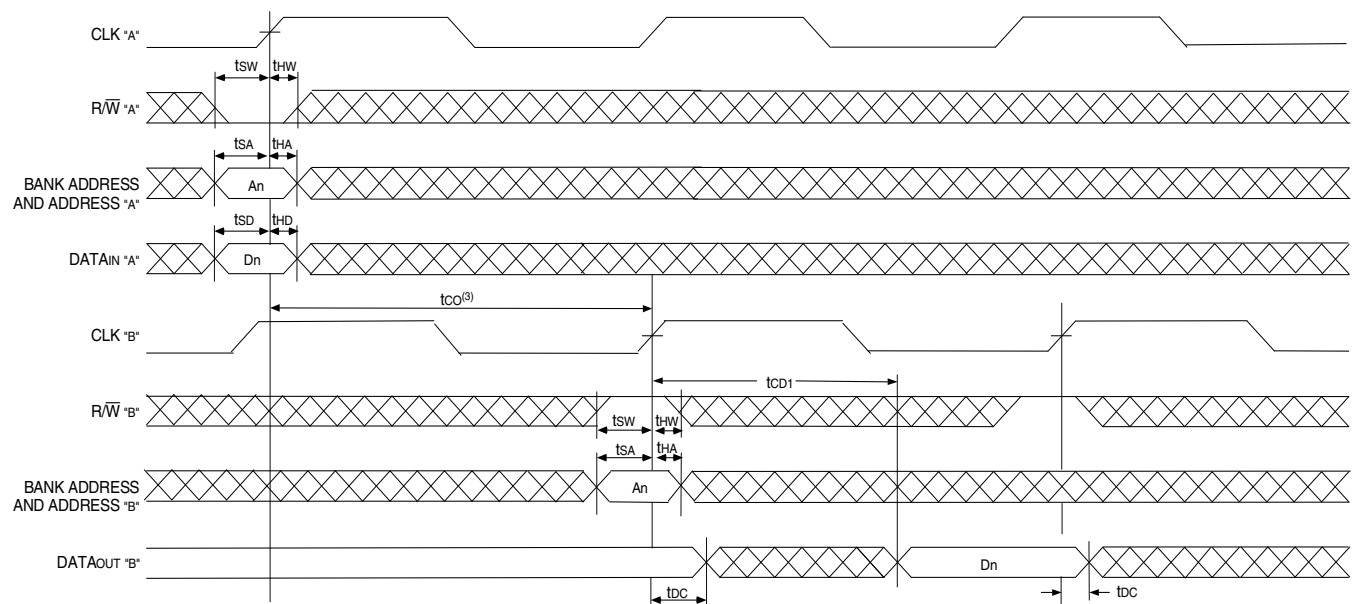 CLK "A"
tSW tHW
R/W̅ "A"
tSA tHA
BANK ADDRESS
AND ADDRESS "A"
An
tSD tHD
DATAIN "A"
Dn
tCO(3)
CLK "B"
tCD1
R/W̅ "B"
tSW tHW
tSA tHA
BANK ADDRESS
AND ADDRESS "B"
An
DATAOUT "B"
Dn
tDC
tDC